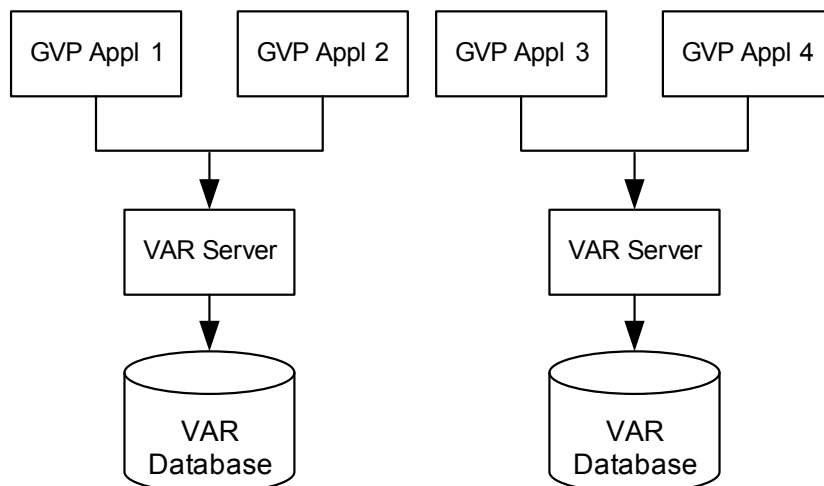 GVP Appl 1
GVP Appl 2
GVP Appl 3
GVP Appl 4
VAR Server
VAR Server
VAR
Database
VAR
Database